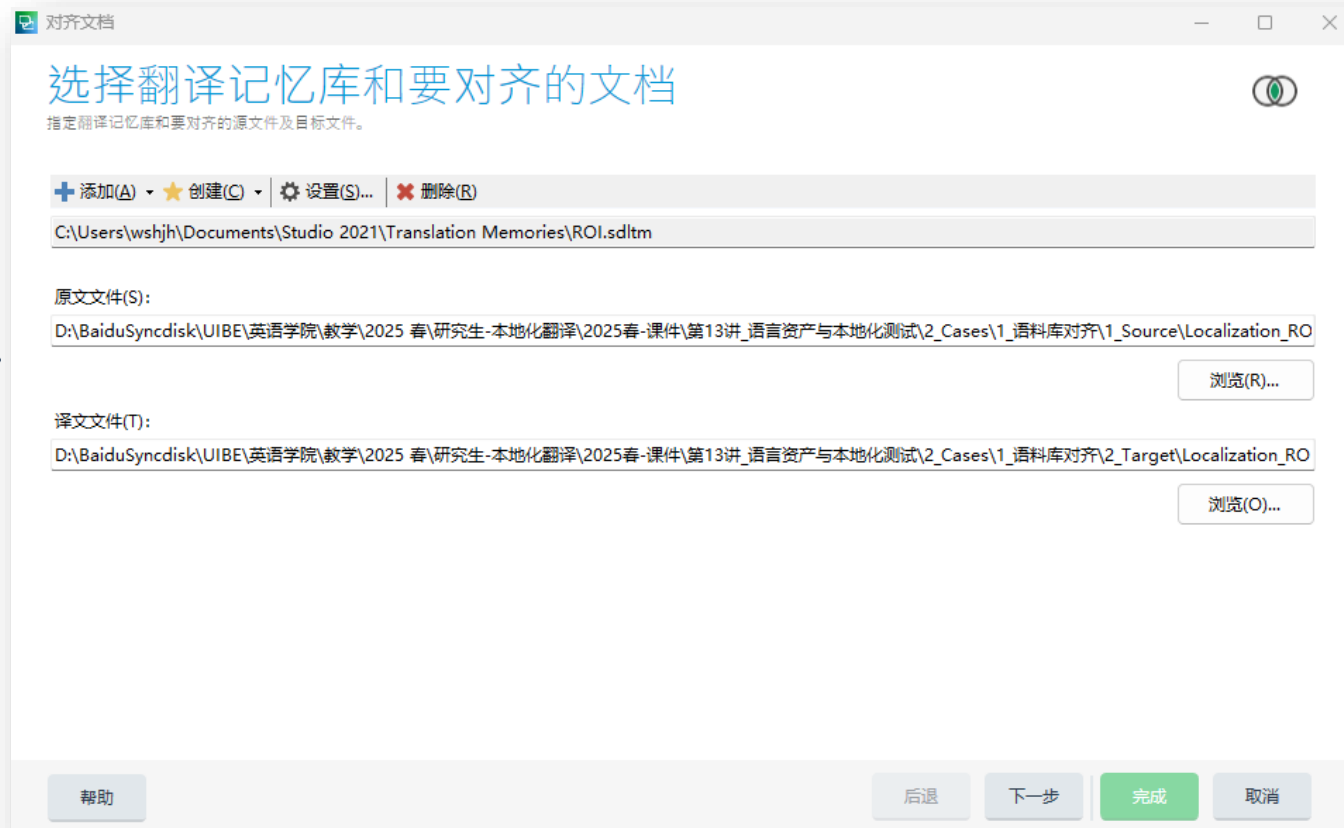 对齐文档
选择翻译记忆库和要对齐的文档
指定翻译记忆库和要对齐的源文件及目标文件。
添加(A) 创建(C) 设置(S)... 删除(R)
C:\Users\wshjh\Documents\Studio 2021\Translation Memories\ROI.sdltm
原文文件(S)：
D:\BaiduSyncdisk\UIBE\英语学院\教学\2025 春\研究生-本地化翻译\2025春-课件\第13讲_语言资产与本地化测试\2_Cases\1_语料库对齐\1_Source\Localization_RO
浏览(R)...
译文文件(T)：
D:\BaiduSyncdisk\UIBE\英语学院\教学\2025 春\研究生-本地化翻译\2025春-课件\第13讲_语言资产与本地化测试\2_Cases\1_语料库对齐\2_Target\Localization_RO
浏览(O)...
帮助 后退 下一步 完成 取消